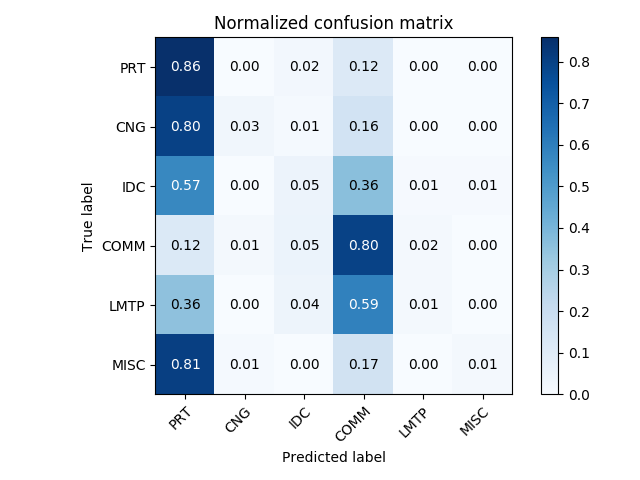 Normalized confusion matrix
True label
PRT 0.86 0.00 0.02 0.12 0.00 0.00
CNG 0.80 0.03 0.01 0.16 0.00 0.00
IDC 0.57 0.00 0.05 0.36 0.01 0.01
COMM 0.12 0.01 0.05 0.80 0.02 0.00
LMTP 0.36 0.00 0.04 0.59 0.01 0.00
MISC 0.81 0.01 0.00 0.17 0.00 0.01
PRT CNG IDC COMM LMTP MISC
Predicted label
0.8
0.7
0.6
0.5
0.4
0.3
0.2
0.1
0.0